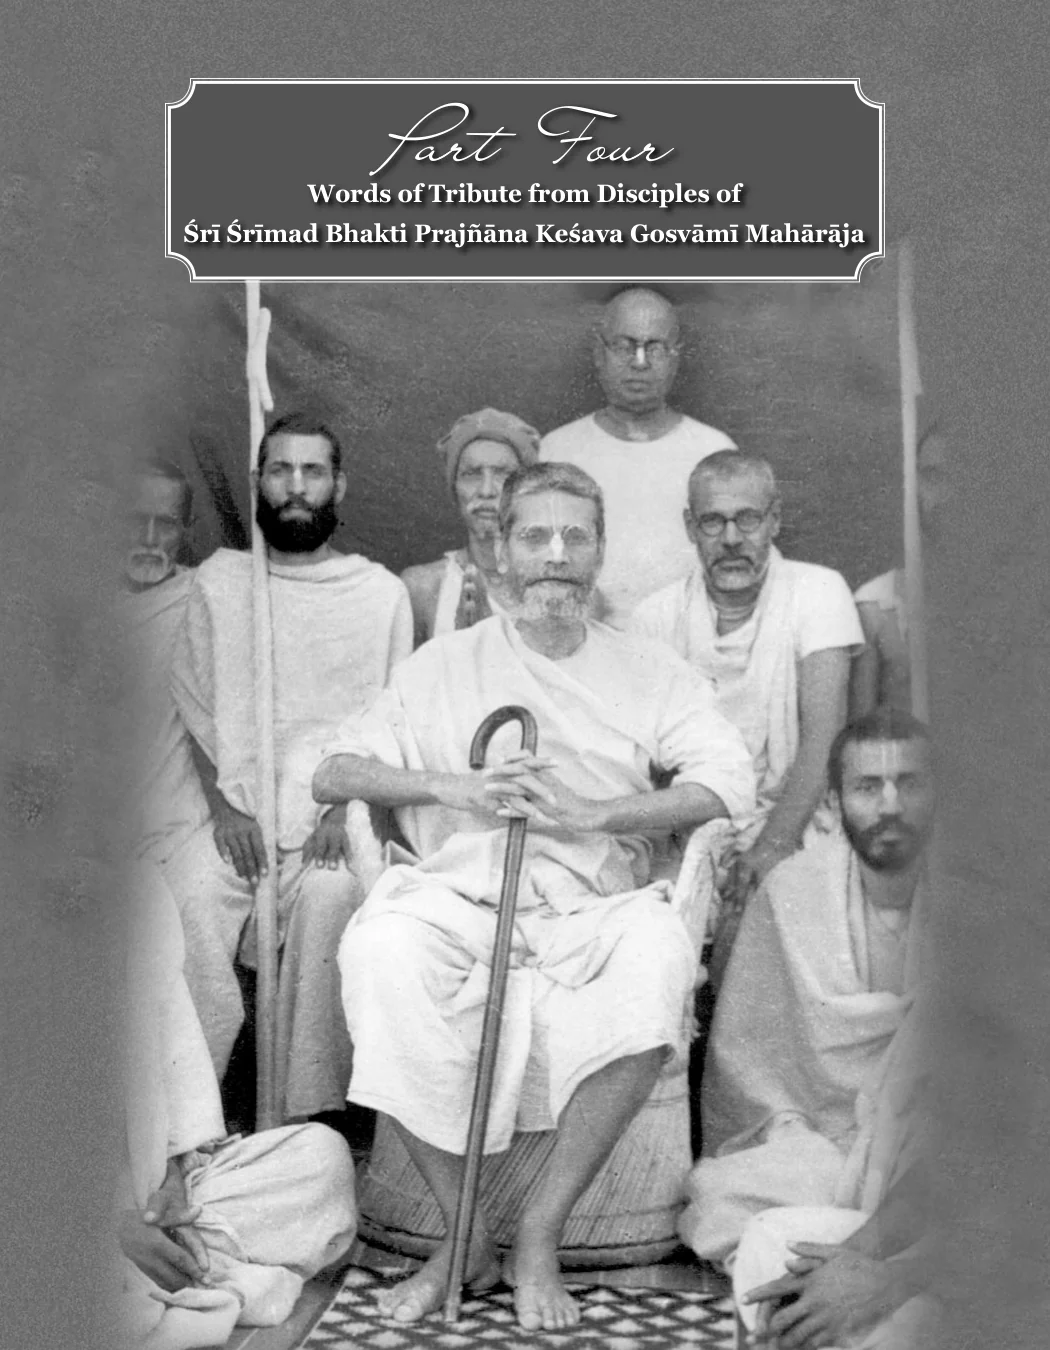 Part Four
Words of Tribute from Disciples of
Śrī Śrīmad Bhakti Prajñāna Keśava Gosvāmī Mahārāja